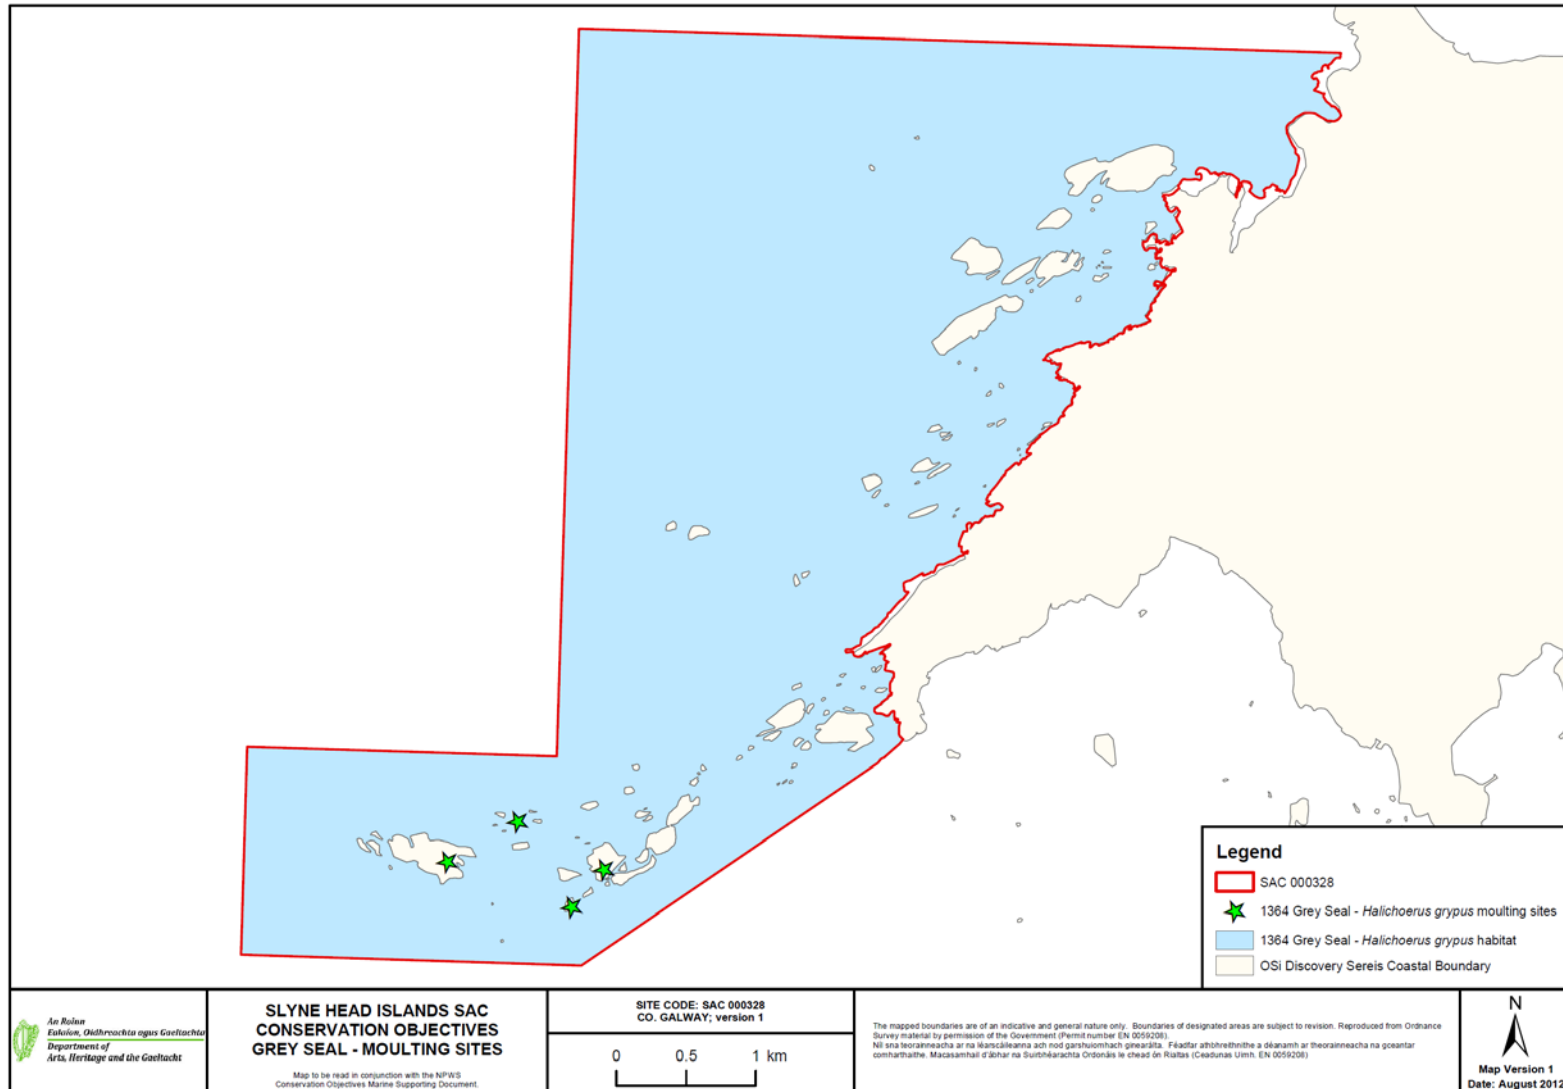 Legend
SAC 000328
1364 Grey Seal - Halichoerus grypus moulting sites
1364 Grey Seal - Halichoerus grypus habitat
OSi Discovery Sereis Coastal Boundary
An Roinn
Ealaíon, Oidhreachta agus Gaeltachta
Department of
Arts, Heritage and the Gaeltacht
SLYNE HEAD ISLANDS SAC
CONSERVATION OBJECTIVES
GREY SEAL - MOULTING SITES
Map to be read in conjunction with the NPWS
Conservation Objectives Marine Supporting Document.
SITE CODE: SAC 000328
CO. GALWAY; version 1
0 0.5 1 km
The mapped boundaries are of an indicative and general nature only. Boundaries of designated areas are subject to revision. Reproduced from Ordnance
Survey material by permission of the Government (Permit number EN 0059208).
Níl sna teorainneacha ar na léarscáileanna ach nod garshuiomhach ginearálta. Féadfar athbhreithnithe a déanamh ar theorainneacha na gceantar
comharthaithe. Macasamhail d'ábhar na Suirbhéarachta Ordonáis le chead ón Rialtas (Ceadunas Uimh. EN 0059208)
N
Map Version 1
Date: August 2012